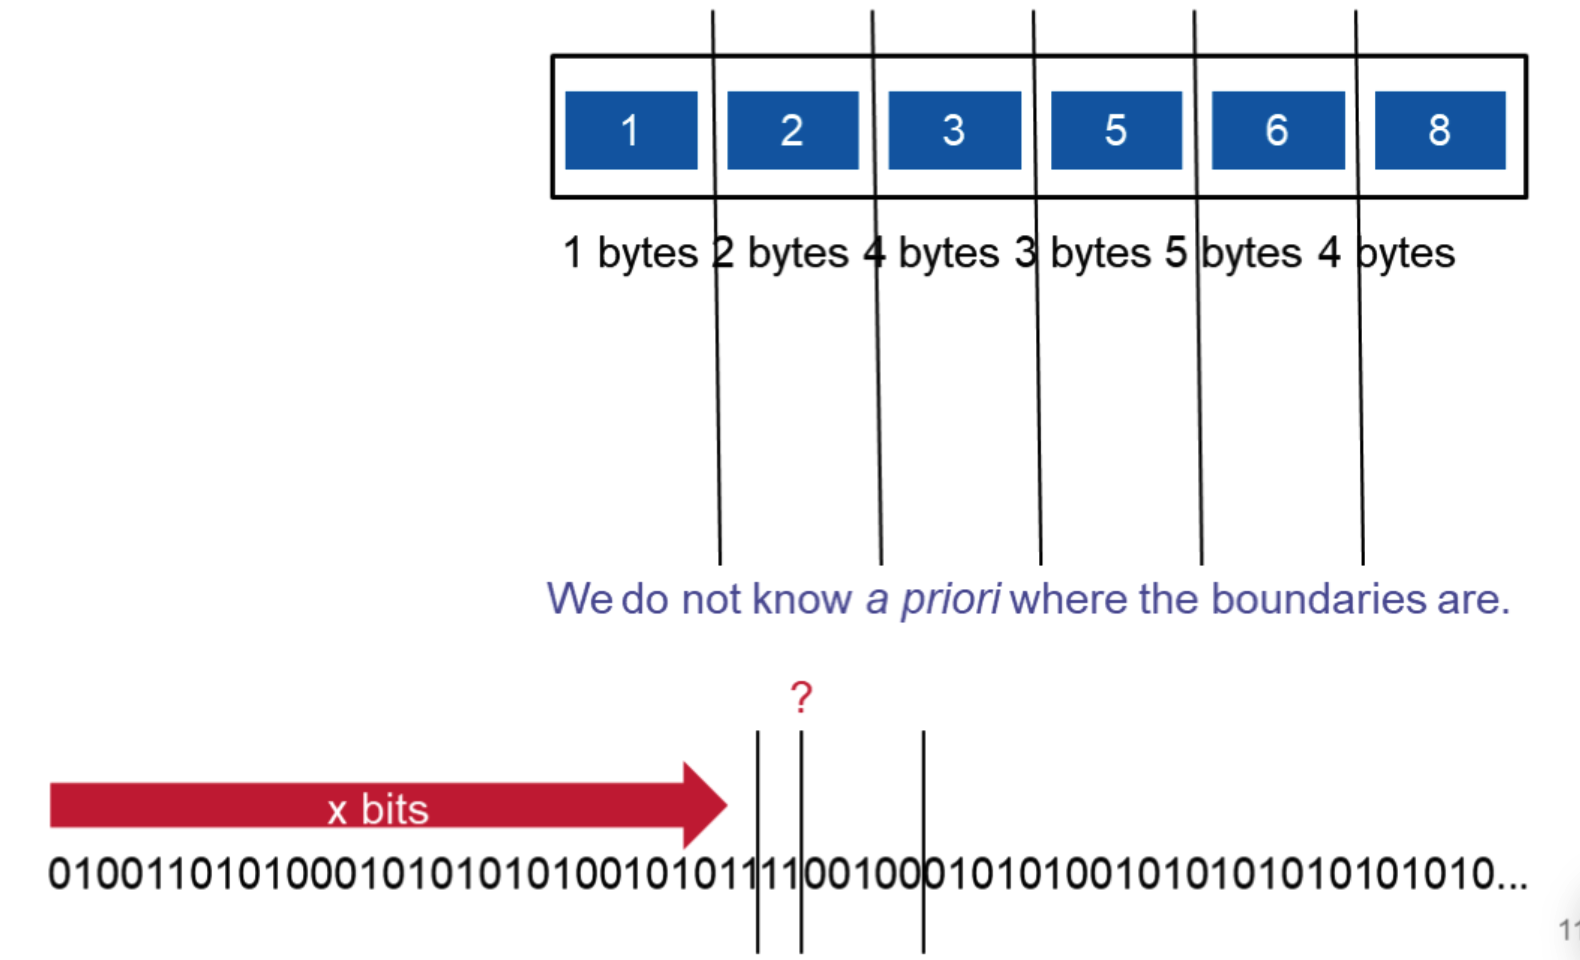 1 2 3 5 6 8
1 bytes 2 bytes 4 bytes 3 bytes 5 bytes 4 bytes
We do not know a priori where the boundaries are.
?
x bits
0100110101000101010101001010111100100010101001010101010101010...
11